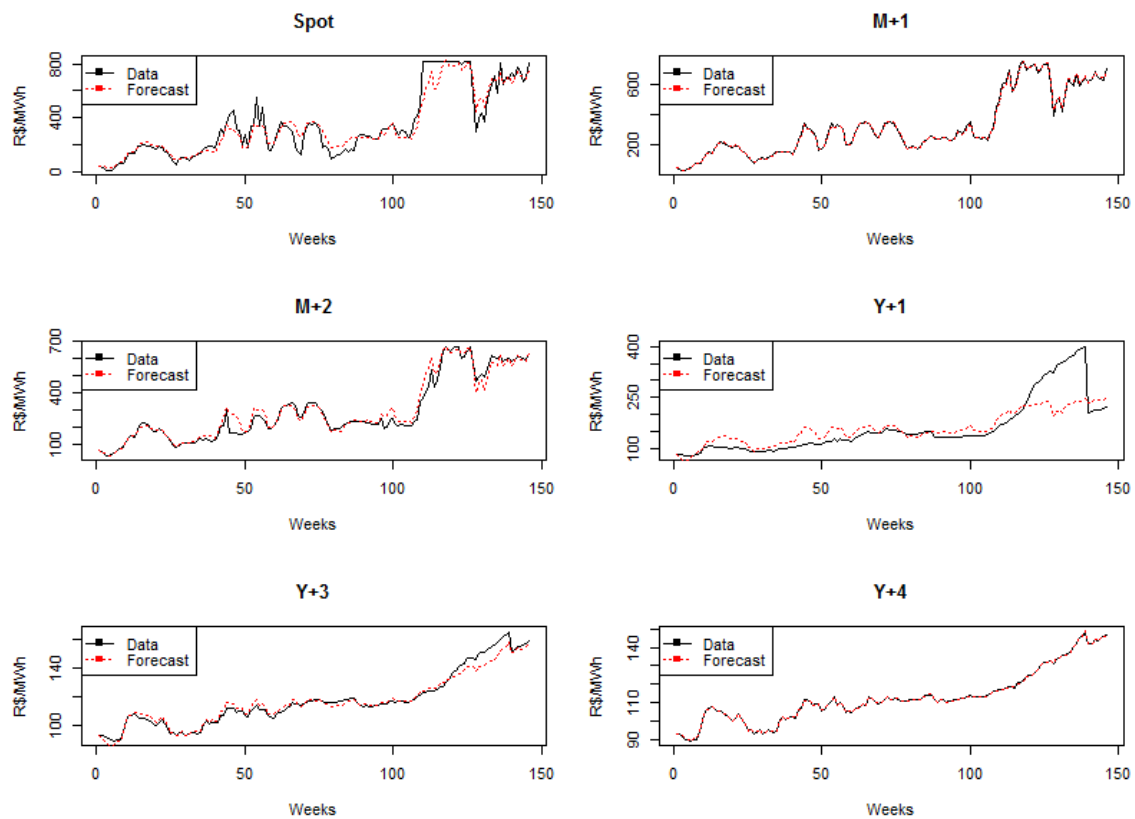 Spot
M+1
R$/MWh
0 400 800
Data
Forecast
0 50 100 150
Weeks
R$/MWh
200 600
Data
Forecast
0 50 100 150
Weeks
M+2
Y+1
R$/MWh
100 400 700
Data
Forecast
0 50 100 150
Weeks
R$/MWh
100 250 400
Data
Forecast
0 50 100 150
Weeks
Y+3
Y+4
R$/MWh
100 140
Data
Forecast
0 50 100 150
Weeks
R$/MWh
90 110 140
Data
Forecast
0 50 100 150
Weeks